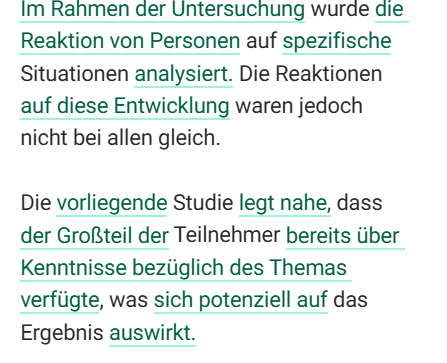 Im Rahmen der Untersuchung wurde die
Reaktion von Personen auf spezifische
Situationen analysiert. Die Reaktionen
auf diese Entwicklung waren jedoch
nicht bei allen gleich.
Die vorliegende Studie legt nahe, dass
der Großteil der Teilnehmer bereits über
Kenntnisse bezüglich des Themas
verfügte, was sich potenziell auf das
Ergebnis auswirkt.